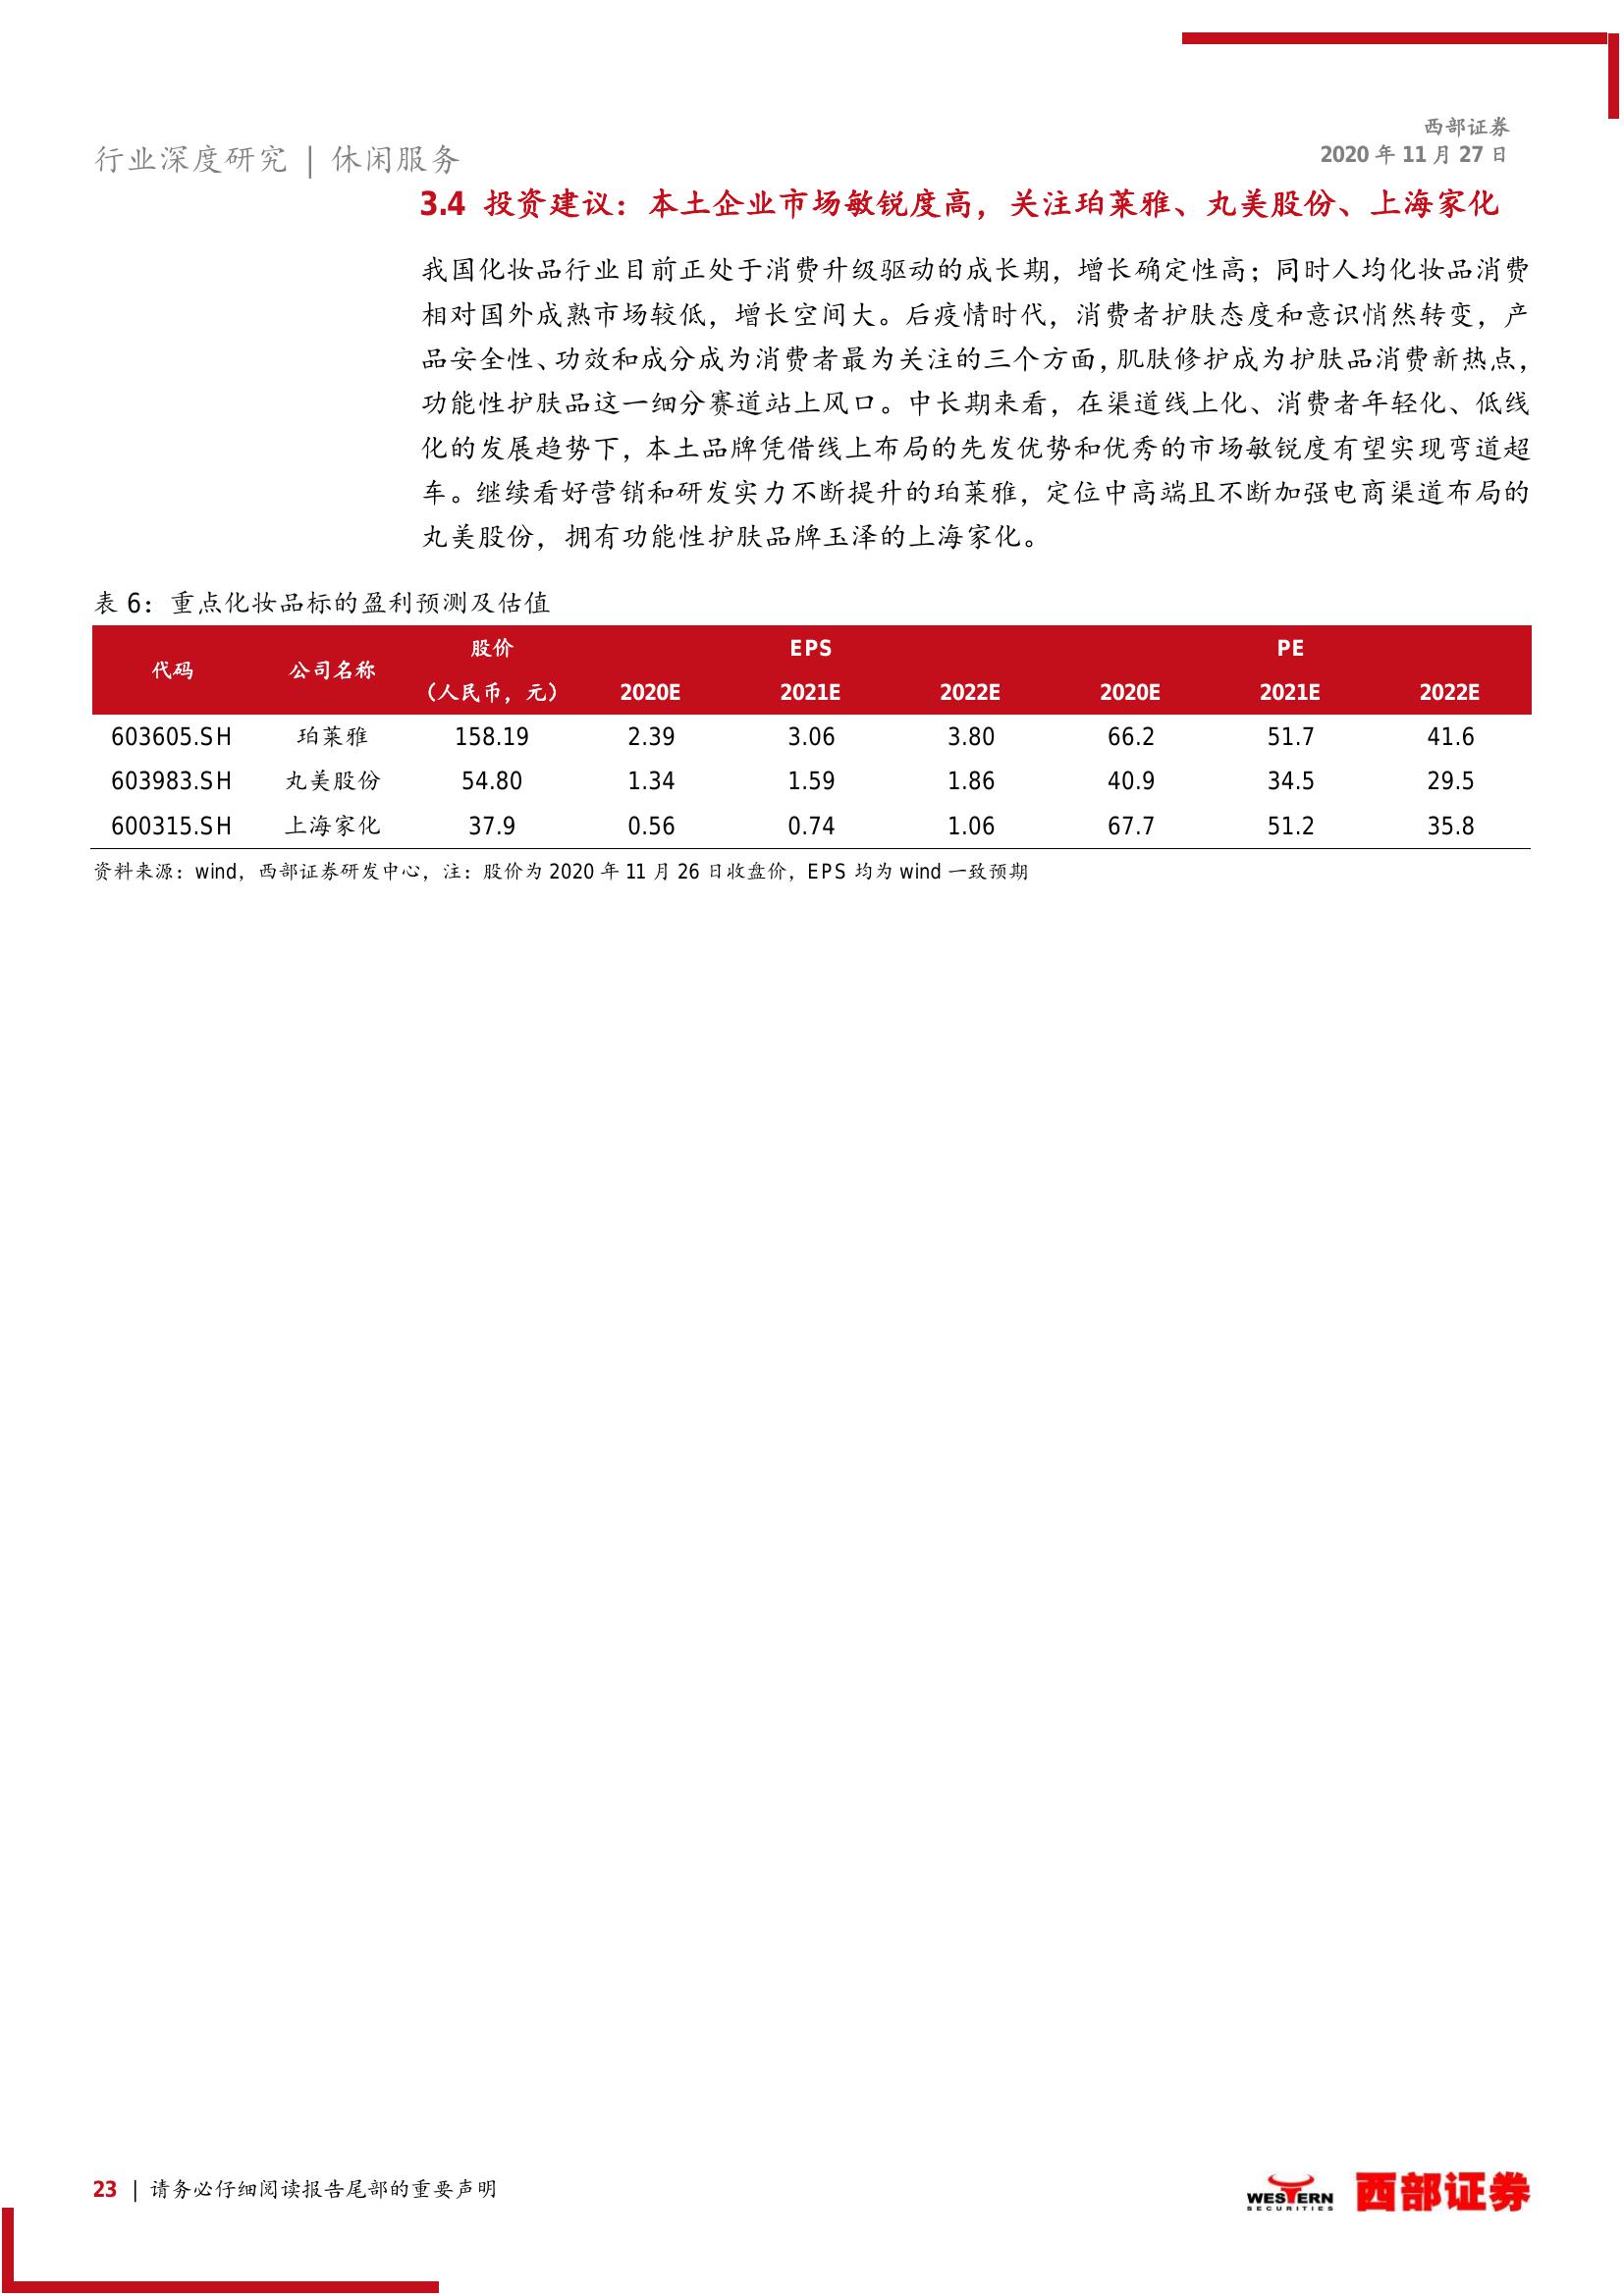 西部证券
行业深度研究 | 休闲服务
2020 年 11 月 27 日
3.4 投资建议：本土企业市场敏锐度高，关注珀莱雅、丸美股份、上海家化
我国化妆品行业目前正处于消费升级驱动的成长期，增长确定性高；同时人均化妆品消费
相对国外成熟市场较低，增长空间大。后疫情时代，消费者护肤态度和意识悄然转变，产
品安全性、功效和成分成为消费者最为关注的三个方面，肌肤修护成为护肤品消费新热点，
功能性护肤品这一细分赛道站上风口。中长期来看，在渠道线上化、消费者年轻化、低线
化的发展趋势下，本土品牌凭借线上布局的先发优势和优秀的市场敏锐度有望实现弯道超
车。继续看好营销和研发实力不断提升的珀莱雅，定位中高端且不断加强电商渠道布局的
丸美股份，拥有功能性护肤品牌玉泽的上海家化。
表 6：重点化妆品标的盈利预测及估值
代码 公司名称 股价 EPS PE
（人民币，元） 2020E 2021E 2022E 2020E 2021E 2022E
603605.SH 珀莱雅 158.19 2.39 3.06 3.80 66.2 51.7 41.6
603983.SH 丸美股份 54.80 1.34 1.59 1.86 40.9 34.5 29.5
600315.SH 上海家化 37.9 0.56 0.74 1.06 67.7 51.2 35.8
资料来源：wind，西部证券研发中心，注：股价为 2020 年 11 月 26 日收盘价，EPS 均为 wind 一致预期
23 | 请务必仔细阅读报告尾部的重要声明
WESTERN
SECURITIES
西部证券